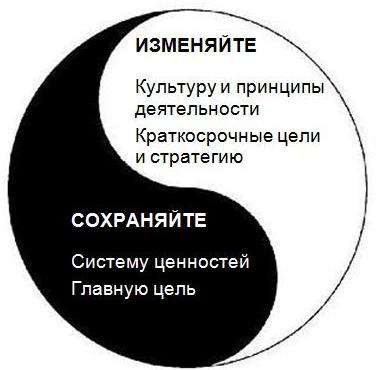 ИЗМЕНЯЙТЕ
Культуру и принципы
деятельности
Краткосрочные цели
и стратегию
СОХРАНЯЙТЕ
Систему ценностей
Главную цель